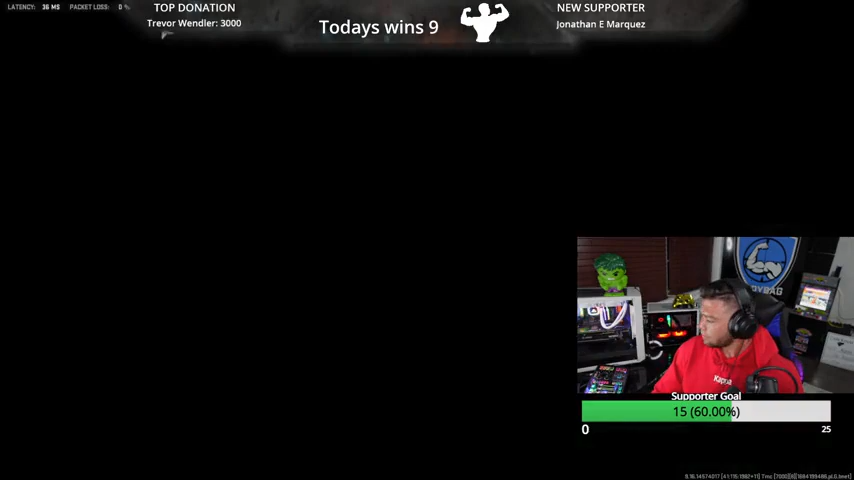 LATENCY: 36 MS PACKET LOSS: 0 %
TOP DONATION
Trevor Wendler: 3000
Todays wins 9
NEW SUPPORTER
Jonathan E Marquez
Kappa
Supporter Goal
15 (60.00%)
0
25